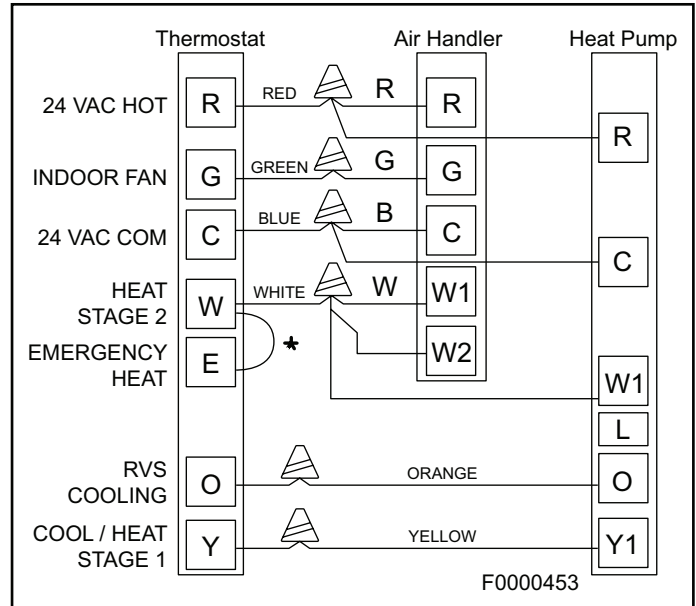 Thermostat Air Handler Heat Pump
24 VAC HOT R RED R R
R
INDOOR FAN G GREEN G G
24 VAC COM C BLUE B C
C
HEAT
STAGE 2 W WHITE W W1
*
EMERGENCY
HEAT E W2
W1
L
RVS
COOLING O ORANGE O
COOL / HEAT
STAGE 1 Y YELLOW Y1
F0000453